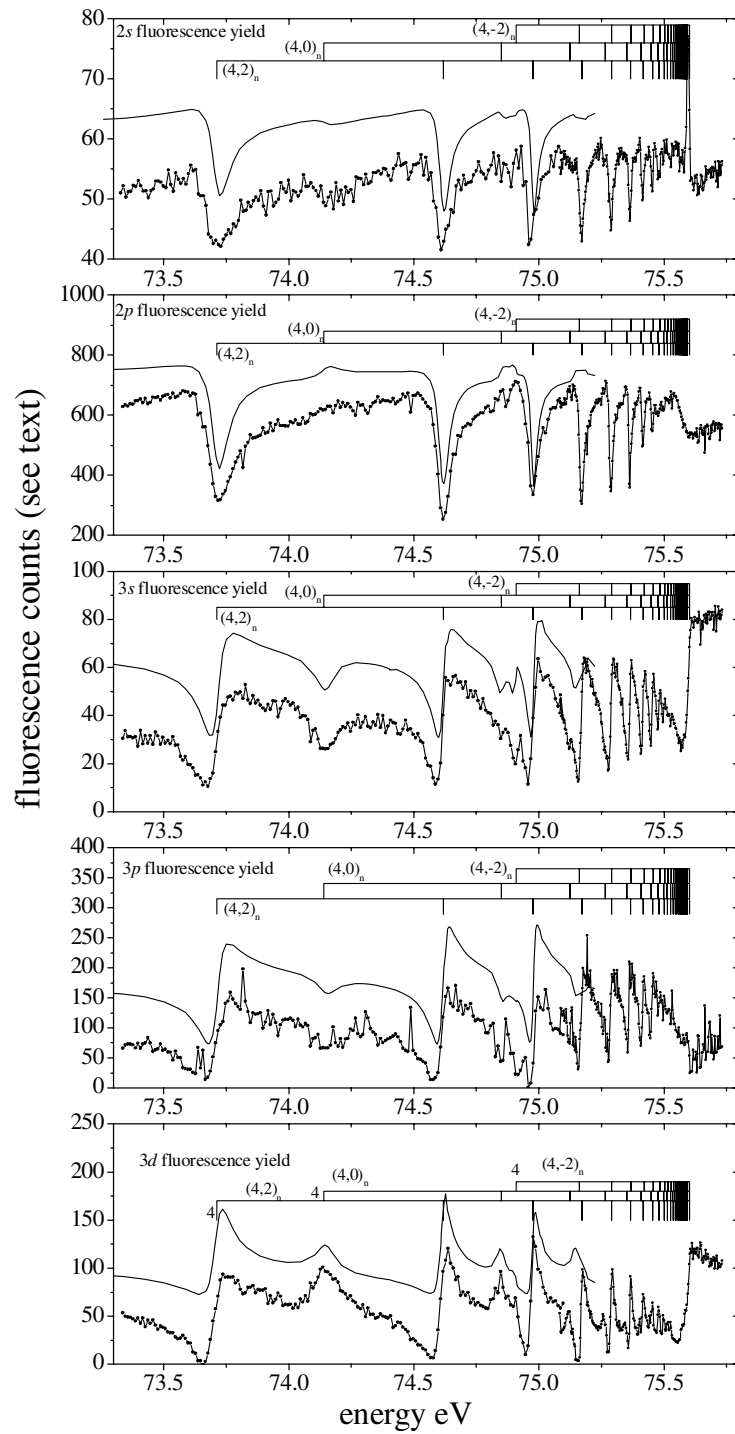 80
2s fluorescence yield
(4,-2)n
(4,0)n
70
(4,2)n
60
50
40
73.5 74.0 74.5 75.0 75.5
1000
2p fluorescence yield
(4,-2)n
(4,0)n
800
(4,2)n
600
400
200
73.5 74.0 74.5 75.0 75.5
100
3s fluorescence yield
(4,-2)n
(4,0)n
80
(4,2)n
60
40
20
0
73.5 74.0 74.5 75.0 75.5
400
3p fluorescence yield
350
(4,0)n
(4,-2)n
300
(4,2)n
250
200
150
100
50
0
73.5 74.0 74.5 75.0 75.5
250
3d fluorescence yield
200
4 (4,-2)n
(4,0)n
4 (4,2)n 4
150
100
50
0
73.5 74.0 74.5 75.0 75.5
energy eV
fluorescence counts (see text)